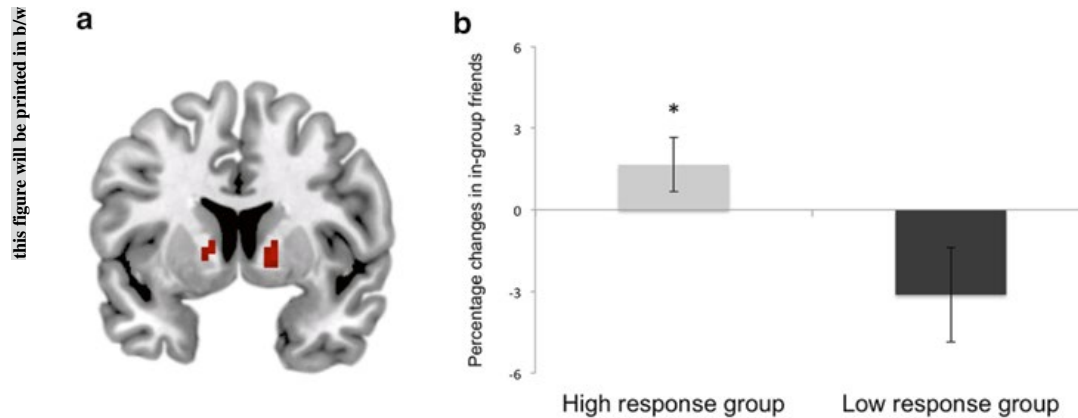 this figure will be printed in b/w
a
b
Percentage changes in in-group friends
6
3
0
-3
-6
*
High response group
Low response group